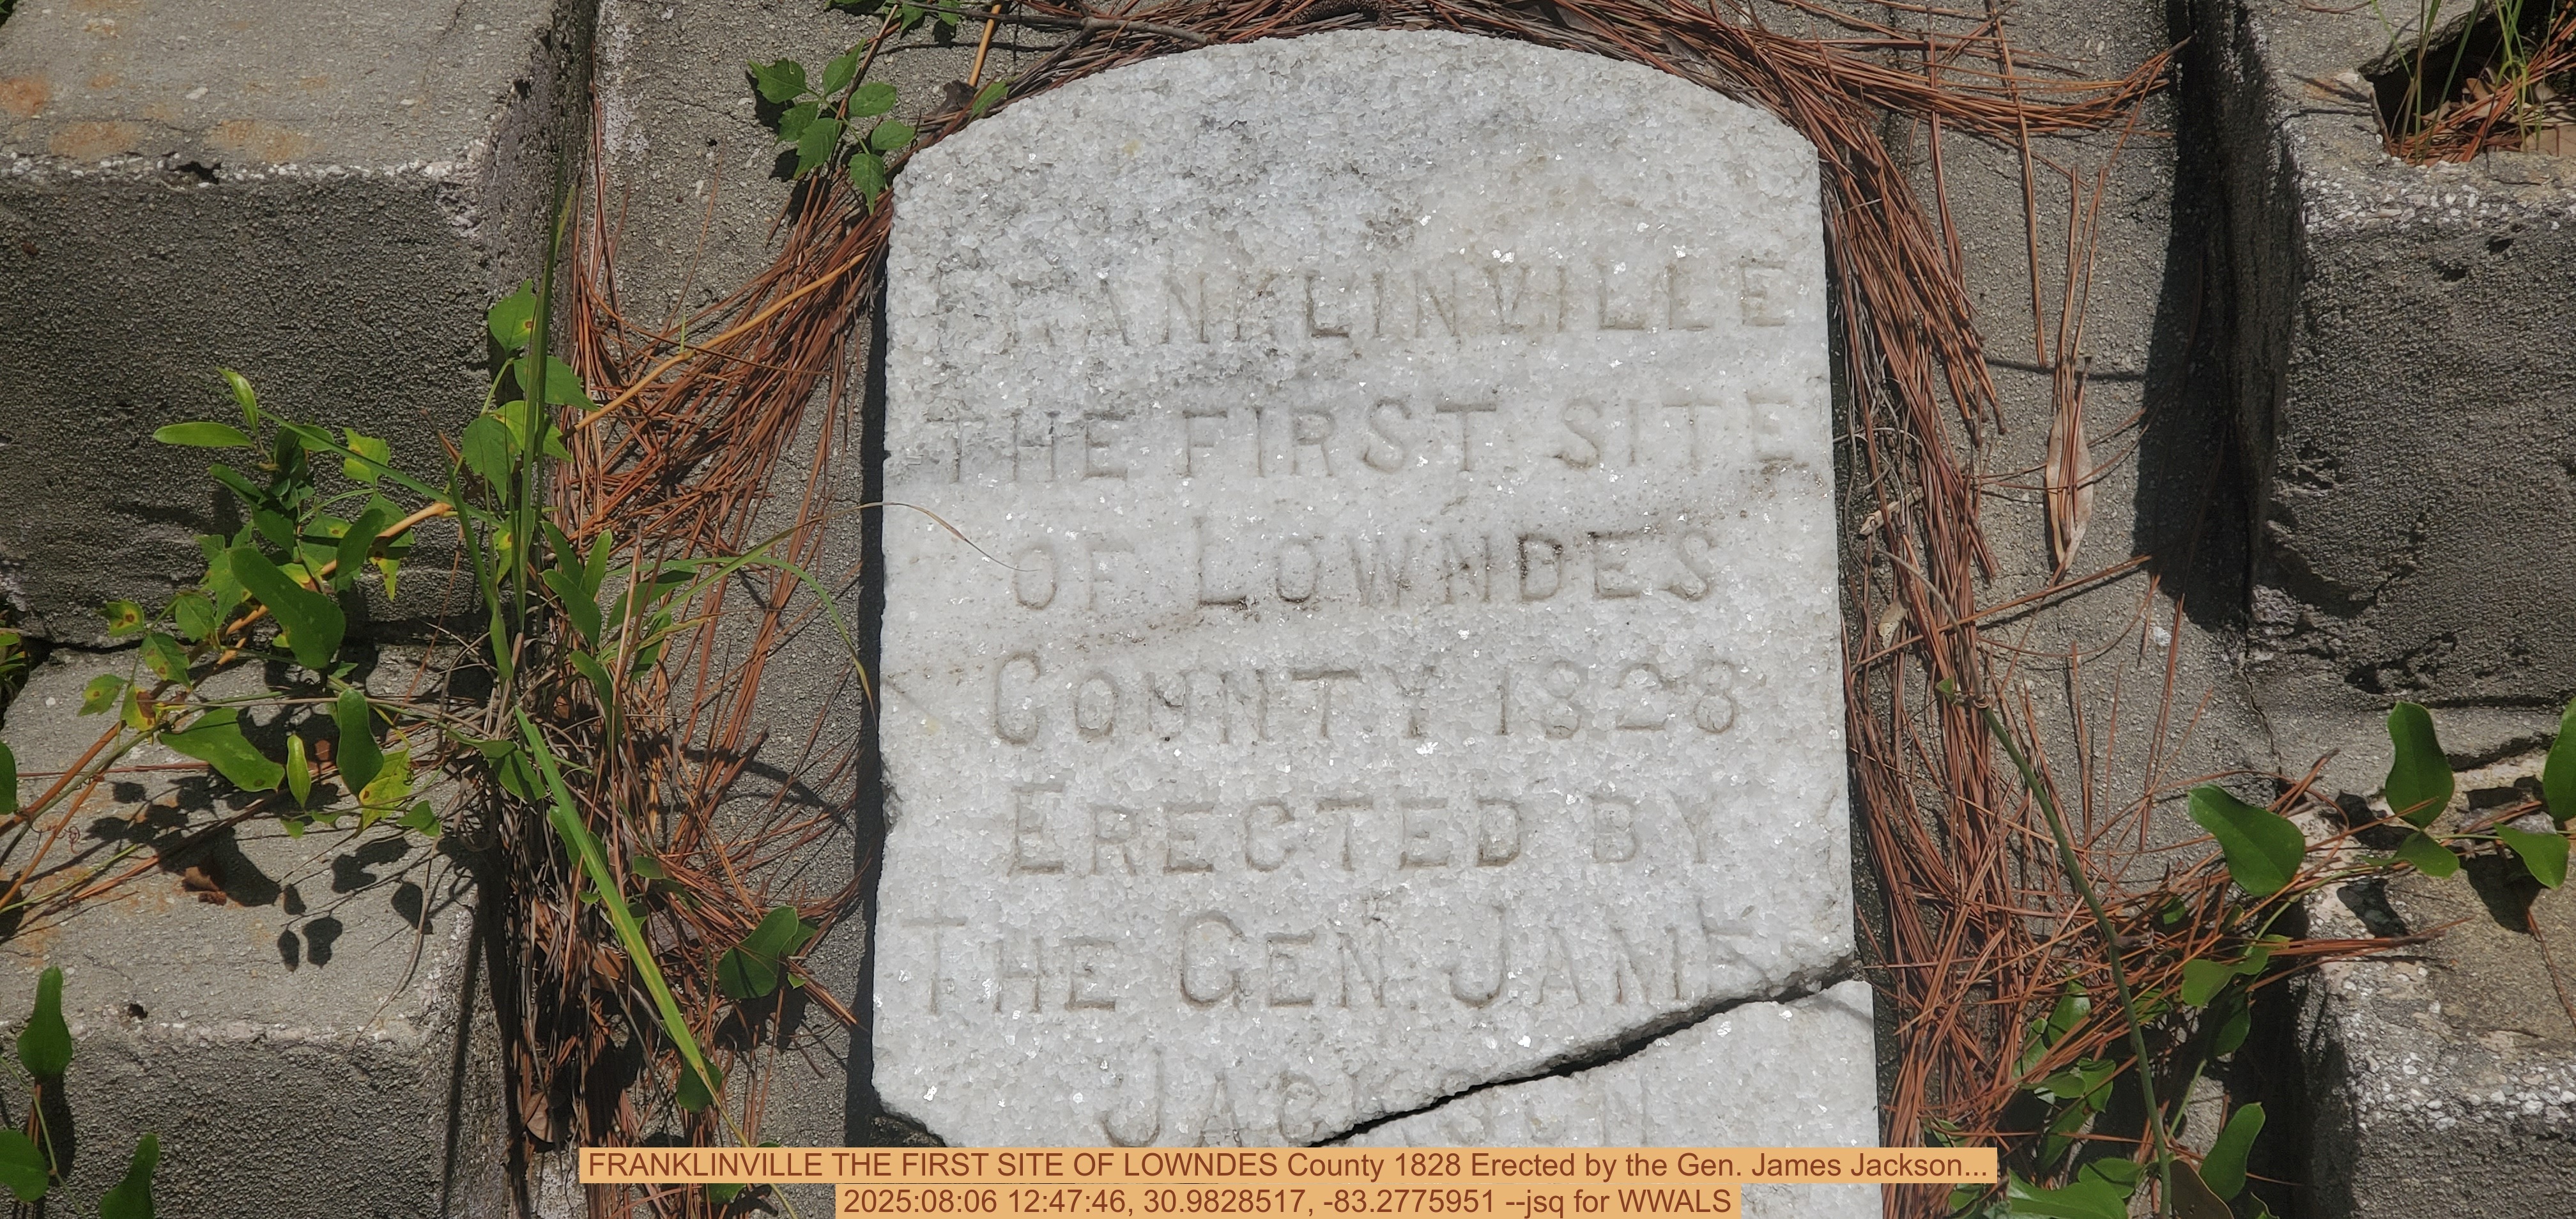 FRANKLINVILLE
THE FIRST SITE
OF LOWNDES
COUNTY 1828
ERECTED BY
THE GEN. JAMES
JACKSON
FRANKLINVILLE THE FIRST SITE OF LOWNDES County 1828 Erected by the Gen. James Jackson...
2025:08:06 12:47:46, 30.9828517, -83.2775951 --jsq for WWALS